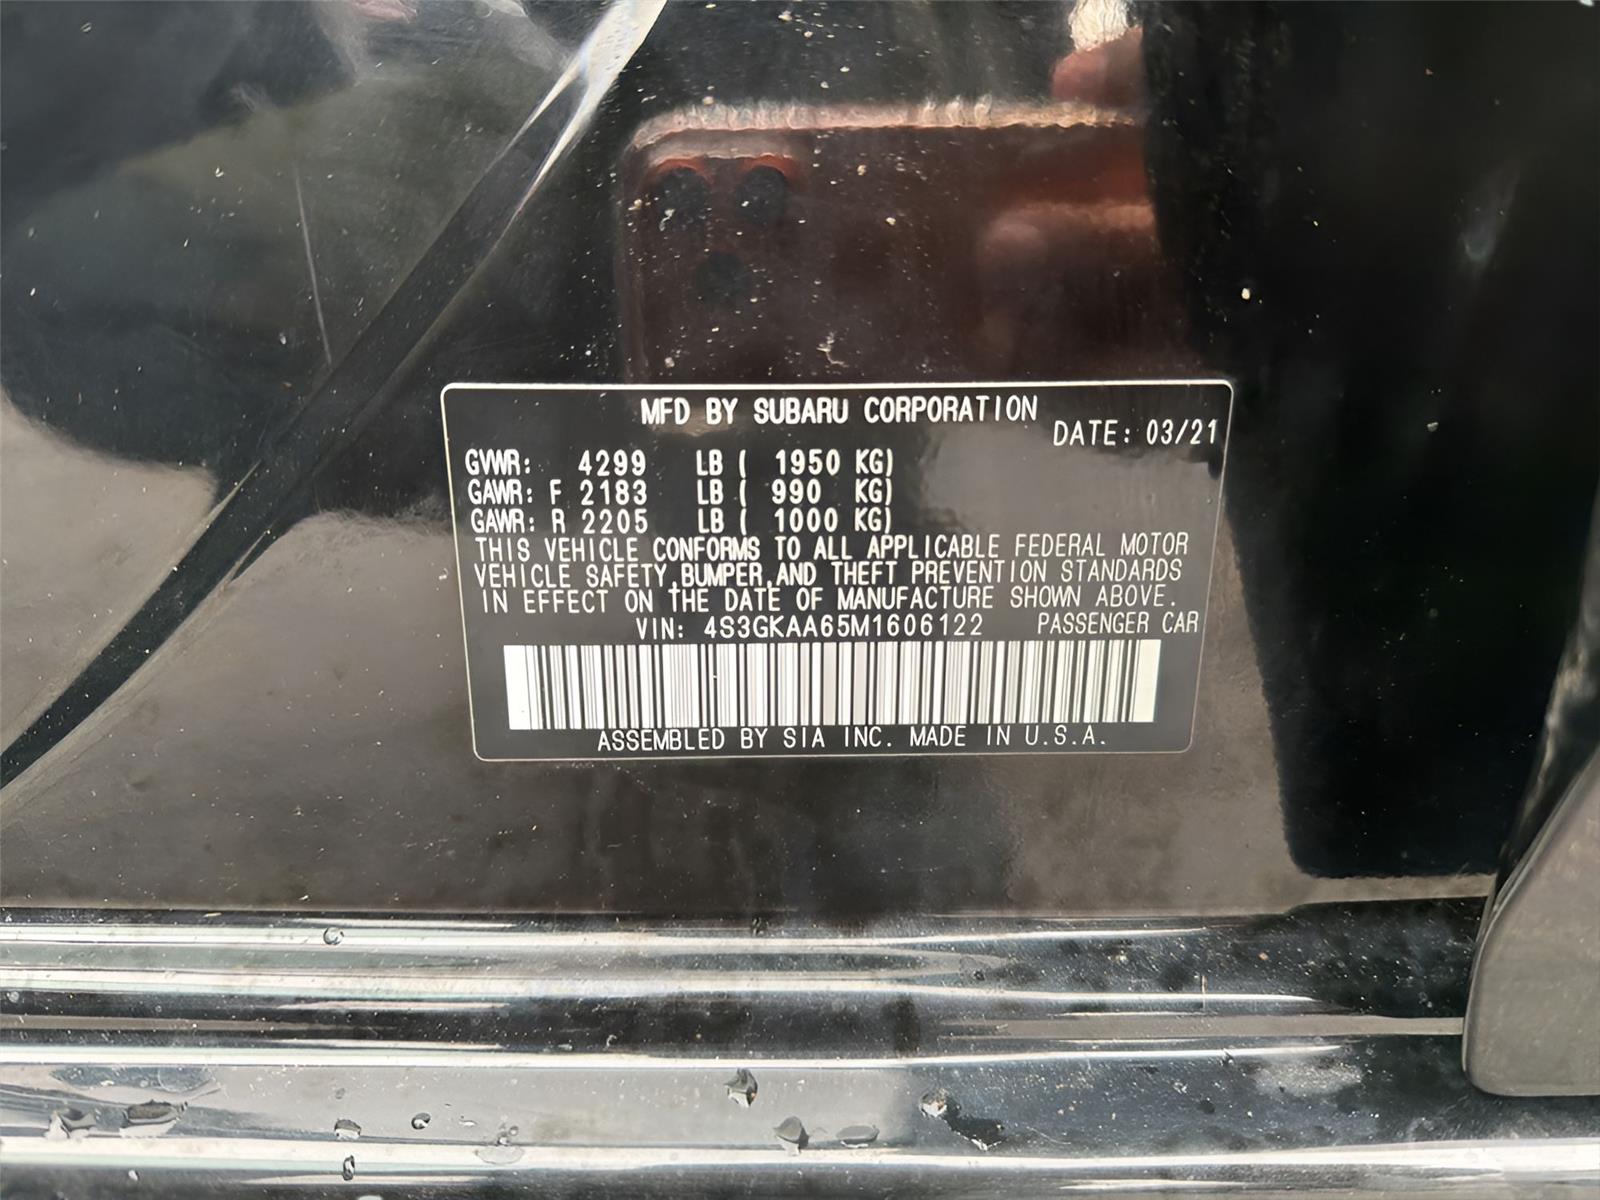 MFD BY SUBARU CORPORATION
DATE: 03/21
GVWR: 4299 LB ( 1950 KG)
GAWR: F 2183 LB ( 990 KG)
GAWR: R 2205 LB ( 1000 KG)
THIS VEHICLE CONFORMS TO ALL APPLICABLE FEDERAL MOTOR
VEHICLE SAFETY,BUMPER,AND THEFT PREVENTION STANDARDS
IN EFFECT ON THE DATE OF MANUFACTURE SHOWN ABOVE.
VIN: 4S3GKAA65M1606122 PASSENGER CAR
ASSEMBLED BY SIA INC. MADE IN U.S.A.